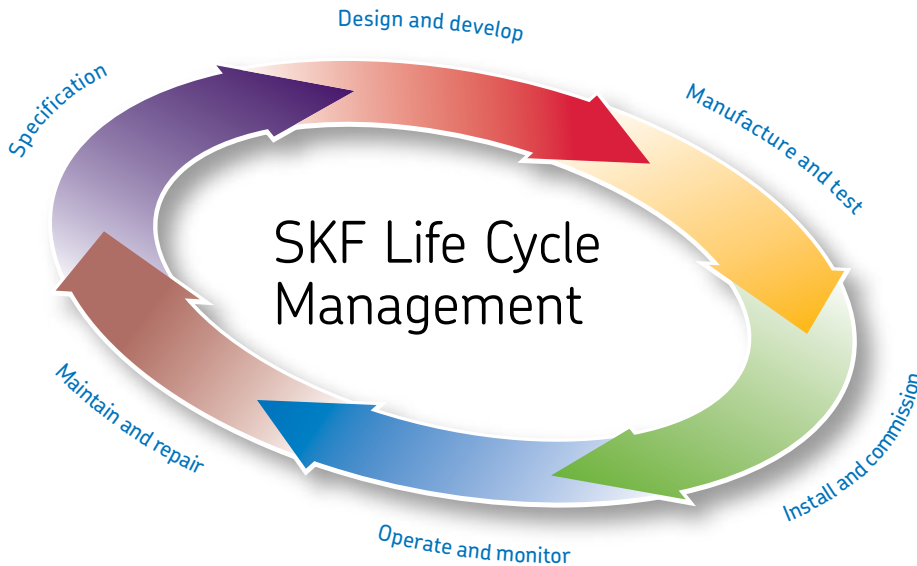 Design and develop
Specification
Manufacture and test
SKF Life Cycle
Management
Maintain and repair
Install and commission
Operate and monitor